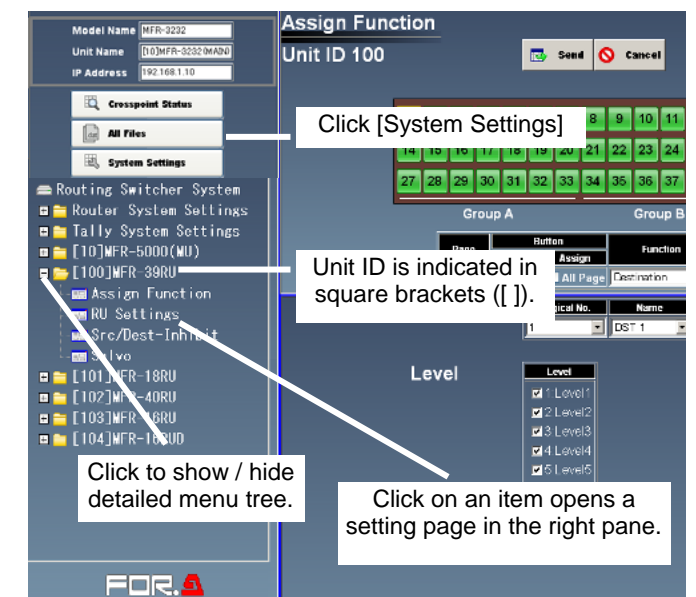 Model Name MFR-3232
Unit Name [10]MFR-3232(MAIN)
IP Address 192.168.1.10
Crosspoint Status
All Files
System Settings
Routing Switcher System
Router System Settings
Tally System Settings
[10]MFR-5000(MU)
[100]MFR-39RU
Assign Function
RU Settings
Src/Dest-Inhibit
Salvo
[101]MFR-18RU
[102]MFR-40RU
[103]MFR-16RU
[104]MFR-16RUD
FOR.A
Assign Function
Unit ID 100
Send
Cancel
Click [System Settings]
8 9 10 11
14 15 16 17 18 19 20 21 22 23 24
27 28 29 30 31 32 33 34 35 36 37
Group A
Group B
Page
Button
Function
Assign
All Page
Destination
Unit ID is indicated in
square brackets ([ ]).
No.
Name
1
DST 1
Level
Level
1:Level1
2:Level2
3:Level3
4:Level4
5:Level5
Click to show / hide
detailed menu tree.
Click on an item opens a
setting page in the right pane.